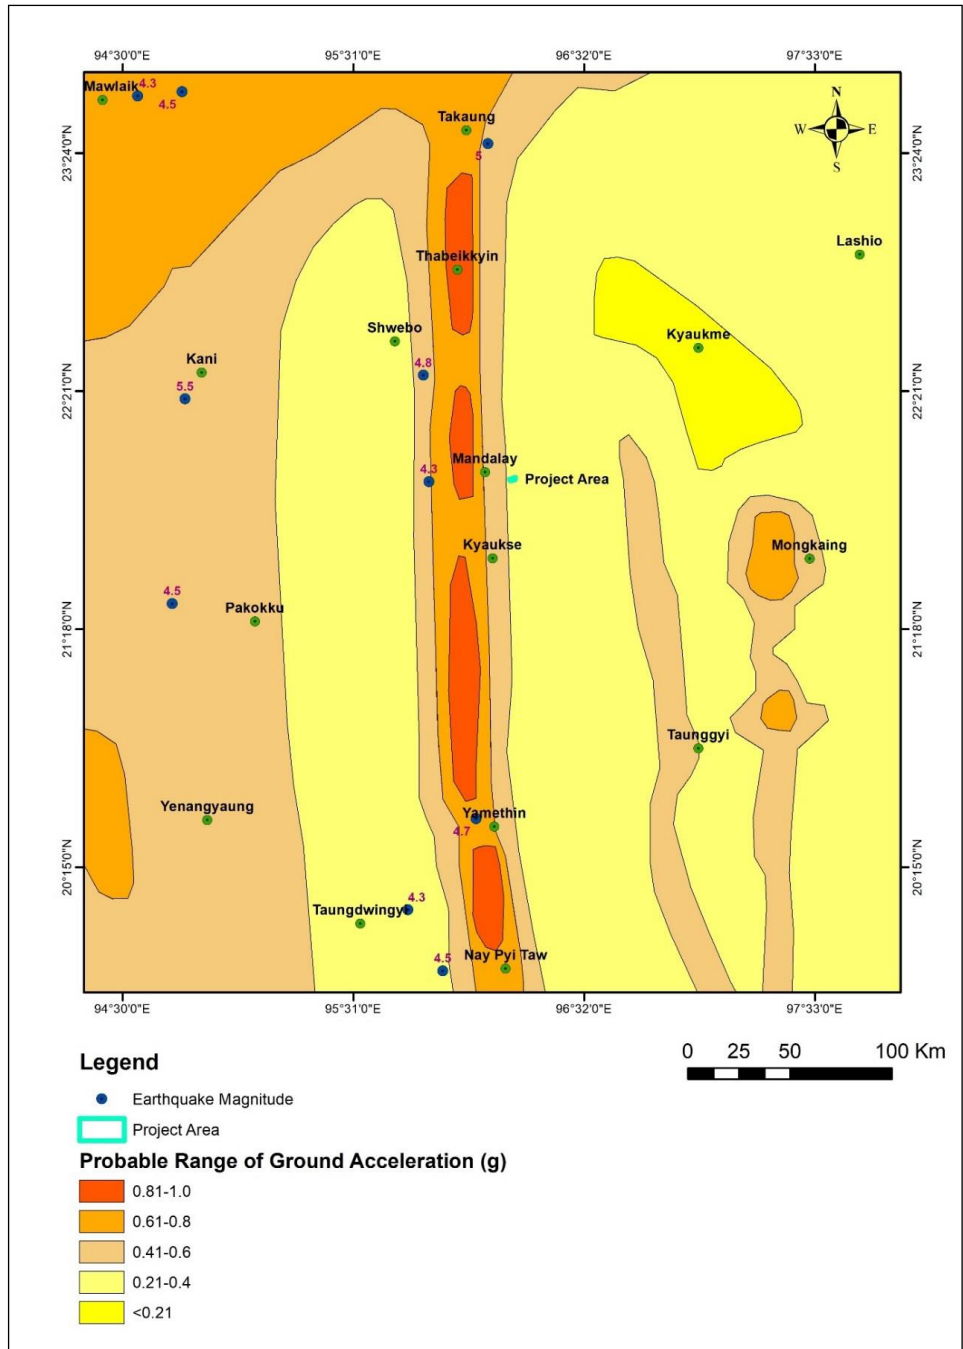 94°30'0"E 95°31'0"E 96°32'0"E 97°33'0"E
Mawlaik
4.3
4.5
N
W E
S
Takaung
5
23°24'0"N 23°24'0"N
Lashio
Thabeikkyin
Shwebo
Kyaukme
Kani
4.8
5.5
22°21'0"N 22°21'0"N
Mandalay
4.3
Project Area
Kyaukse
Mongkaing
4.5
Pakokku
21°18'0"N 21°18'0"N
Taunggyi
Yenangyaung
Yamethin
4.7
20°15'0"N 20°15'0"N
4.3
Taungdwingyi
4.5
Nay Pyi Taw
94°30'0"E 95°31'0"E 96°32'0"E 97°33'0"E
0 25 50 100 Km
Legend
Earthquake Magnitude
Project Area
Probable Range of Ground Acceleration (g)
0.81-1.0
0.61-0.8
0.41-0.6
0.21-0.4
<0.21